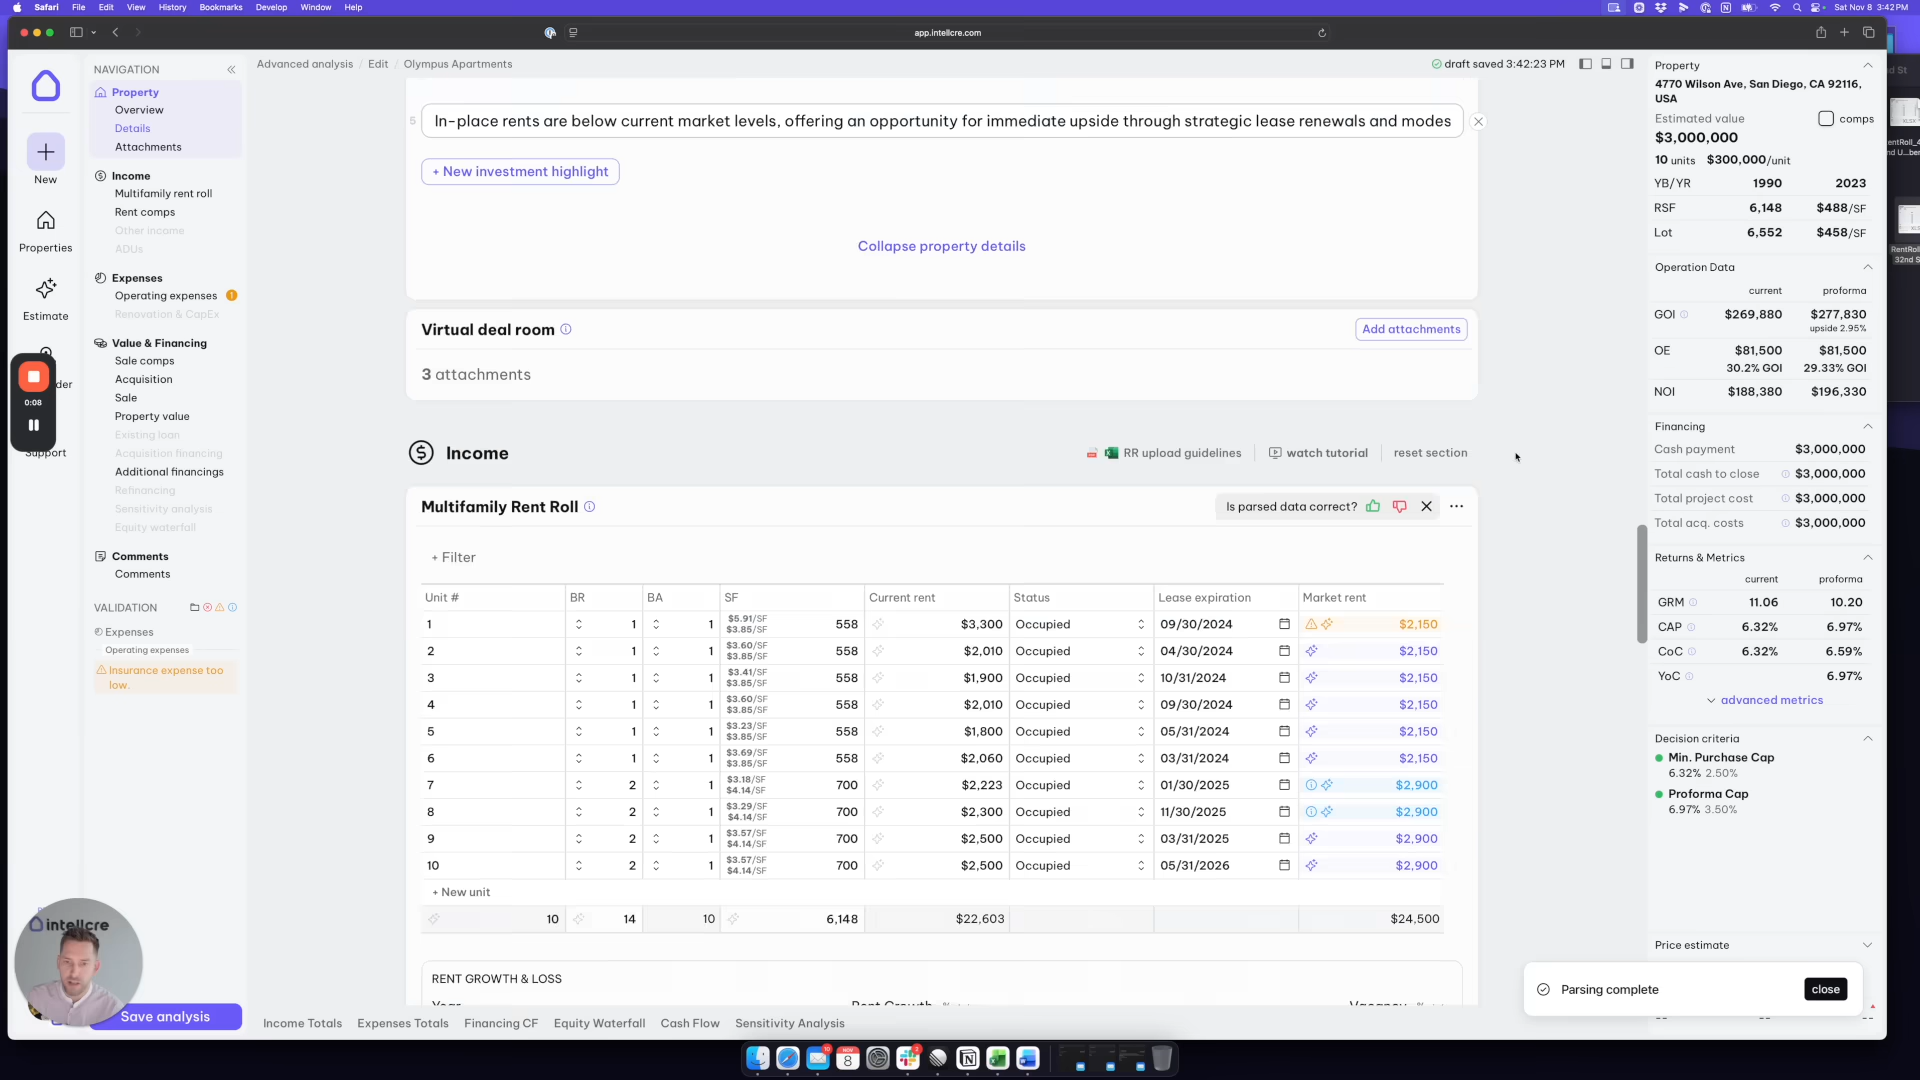 Safari File Edit View History Bookmarks Develop Window Help
Sat Nov 8 3:42 PM
app.intellcre.com
NAVIGATION
Property
Overview
Details
Attachments
Income
Multifamily rent roll
Rent comps
Other income
ADUs
Expenses
Operating expenses
Renovation & CapEx
Value & Financing
Sale comps
Acquisition
Sale
Property value
Existing loan
Acquisition financing
Additional financings
Refinancing
Sensitivity analysis
Equity waterfall
Comments
Comments
VALIDATION
Expenses
Operating expenses
Insurance expense too
low.
New
Properties
Estimate
0:08
Support
intellcre
Save analysis
Advanced analysis / Edit / Olympus Apartments
draft saved 3:42:23 PM
5 In-place rents are below current market levels, offering an opportunity for immediate upside through strategic lease renewals and modes
+ New investment highlight
Collapse property details
Virtual deal room
Add attachments
3 attachments
Income
RR upload guidelines
watch tutorial
reset section
Multifamily Rent Roll
Is parsed data correct?
+ Filter
Unit # BR BA SF Current rent Status Lease expiration Market rent
1 1 1 $5.91/SF $3.85/SF 558 $3,300 Occupied 09/30/2024 $2,150
2 1 1 $3.60/SF $3.85/SF 558 $2,010 Occupied 04/30/2024 $2,150
3 1 1 $3.41/SF $3.85/SF 558 $1,900 Occupied 10/31/2024 $2,150
4 1 1 $3.60/SF $3.85/SF 558 $2,010 Occupied 09/30/2024 $2,150
5 1 1 $3.23/SF $3.85/SF 558 $1,800 Occupied 05/31/2024 $2,150
6 1 1 $3.69/SF $3.85/SF 558 $2,060 Occupied 03/31/2024 $2,150
7 2 1 $3.18/SF $4.14/SF 700 $2,223 Occupied 01/30/2025 $2,900
8 2 1 $3.29/SF $4.14/SF 700 $2,300 Occupied 11/30/2025 $2,900
9 2 1 $3.57/SF $4.14/SF 700 $2,500 Occupied 03/31/2025 $2,900
10 2 1 $3.57/SF $4.14/SF 700 $2,500 Occupied 05/31/2026 $2,900
+ New unit
10 14 10 6,148 $22,603 $24,500
RENT GROWTH & LOSS
Year Rent Growth Vacancy
Income Totals Expenses Totals Financing CF Equity Waterfall Cash Flow Sensitivity Analysis
Property
4770 Wilson Ave, San Diego, CA 92116,
USA
Estimated value
comps
$3,000,000
10 units $300,000/unit
YB/YR 1990 2023
RSF 6,148 $488/SF
Lot 6,552 $458/SF
Operation Data
current proforma
GOI $269,880 $277,830
upside 2.95%
OE $81,500 $81,500
30.2% GOI 29.33% GOI
NOI $188,380 $196,330
Financing
Cash payment $3,000,000
Total cash to close $3,000,000
Total project cost $3,000,000
Total acq. costs $3,000,000
Returns & Metrics
current proforma
GRM 11.06 10.20
CAP 6.32% 6.97%
CoC 6.32% 6.59%
YoC 6.97%
advanced metrics
Decision criteria
Min. Purchase Cap
6.32% 2.50%
Proforma Cap
6.97% 3.50%
Price estimate
Parsing complete
close